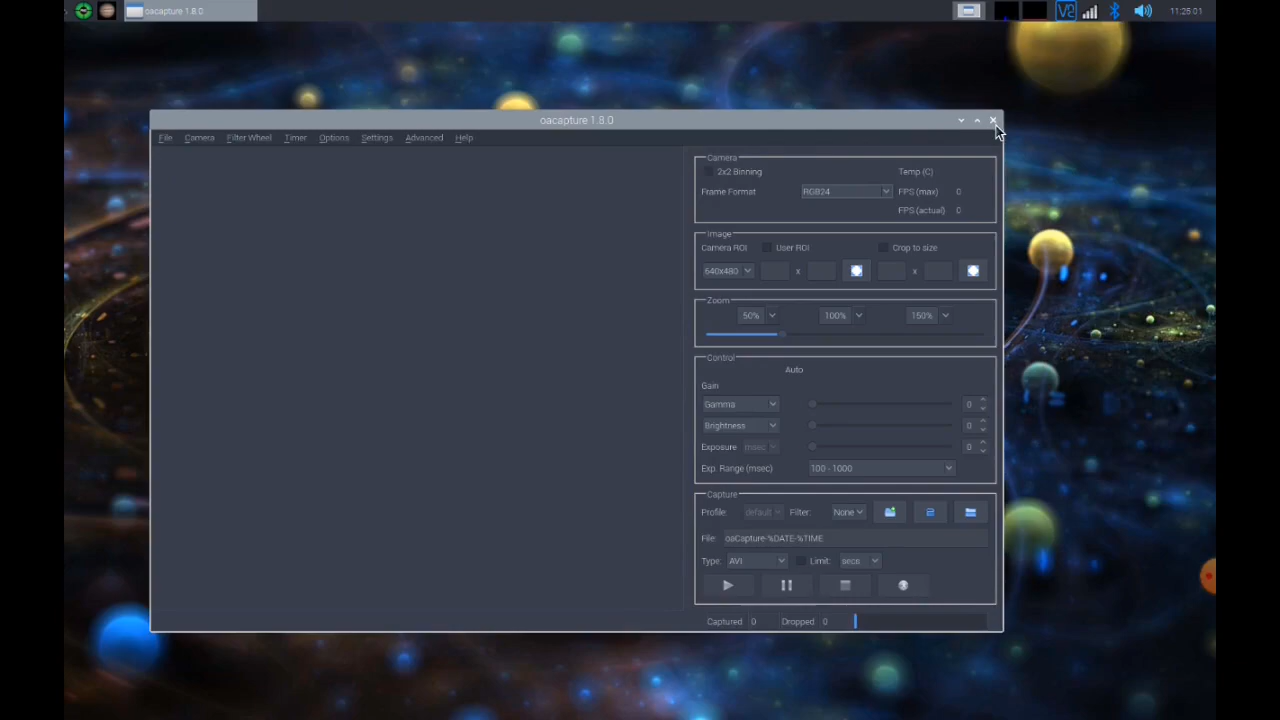 oacapture 1.8.0
11:25:01
oacapture 1.8.0
File Camera Filter Wheel Timer Options Settings Advanced Help
Camera
2x2 Binning Temp (C)
Frame Format RGB24 FPS (max) 0
FPS (actual) 0
Image
Camera ROI User ROI Crop to size
640x480 x x
Zoom
50% 100% 150%
Control
Auto
Gain
Gamma 0
Brightness 0
Exposure msec 0
Exp. Range (msec) 100 - 1000
Capture
Profile: default Filter: None
File: oaCapture-%DATE-%TIME
Type: AVI Limit: secs
Captured 0 Dropped 0